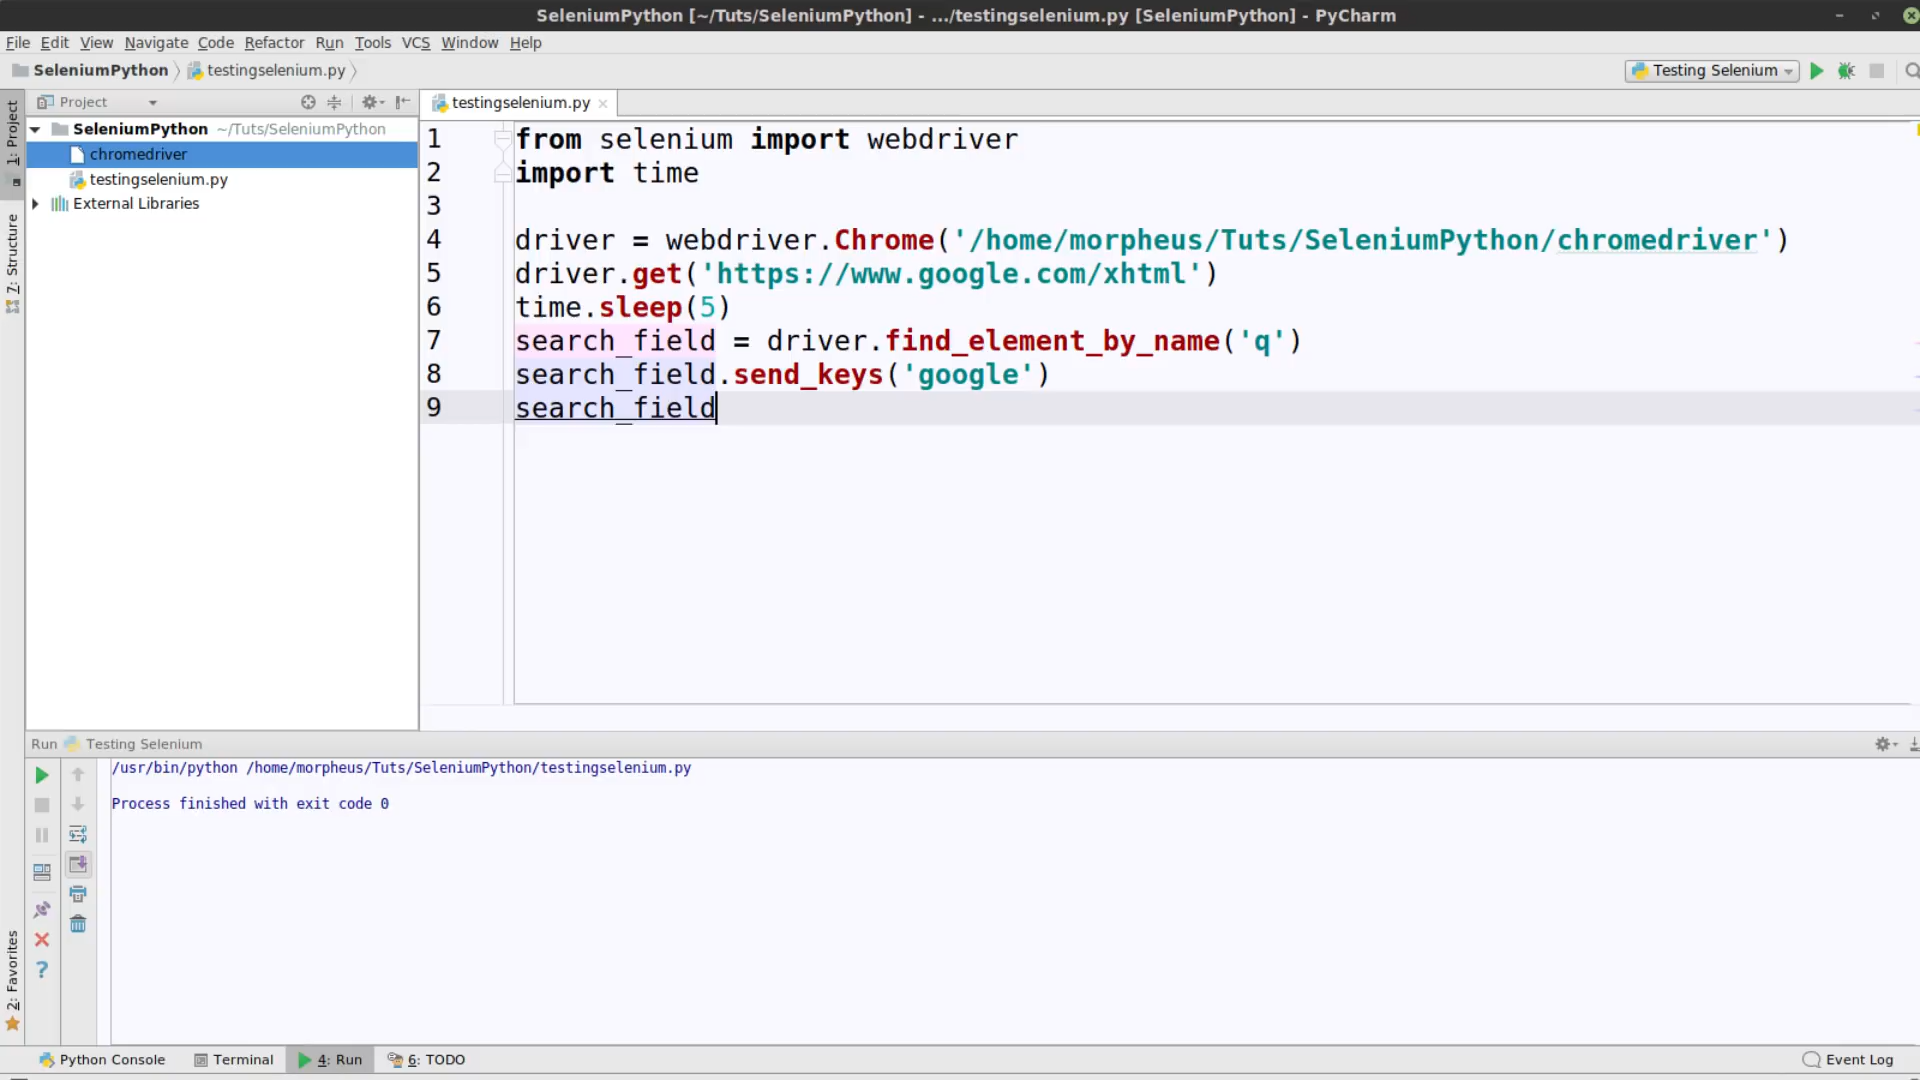 SeleniumPython [~/Tuts/SeleniumPython] - .../testingselenium.py [SeleniumPython] - PyCharm
File Edit View Navigate Code Refactor Run Tools VCS Window Help
SeleniumPython testingselenium.py Testing Selenium
1: Project
7: Structure
2: Favorites
Project
SeleniumPython ~/Tuts/SeleniumPython
chromedriver
testingselenium.py
External Libraries
testingselenium.py
1 from selenium import webdriver
2 import time
3
4 driver = webdriver.Chrome('/home/morpheus/Tuts/SeleniumPython/chromedriver')
5 driver.get('https://www.google.com/xhtml')
6 time.sleep(5)
7 search_field = driver.find_element_by_name('q')
8 search_field.send_keys('google')
9 search_field
Run Testing Selenium
/usr/bin/python /home/morpheus/Tuts/SeleniumPython/testingselenium.py
Process finished with exit code 0
Python Console Terminal 4: Run 6: TODO Event Log